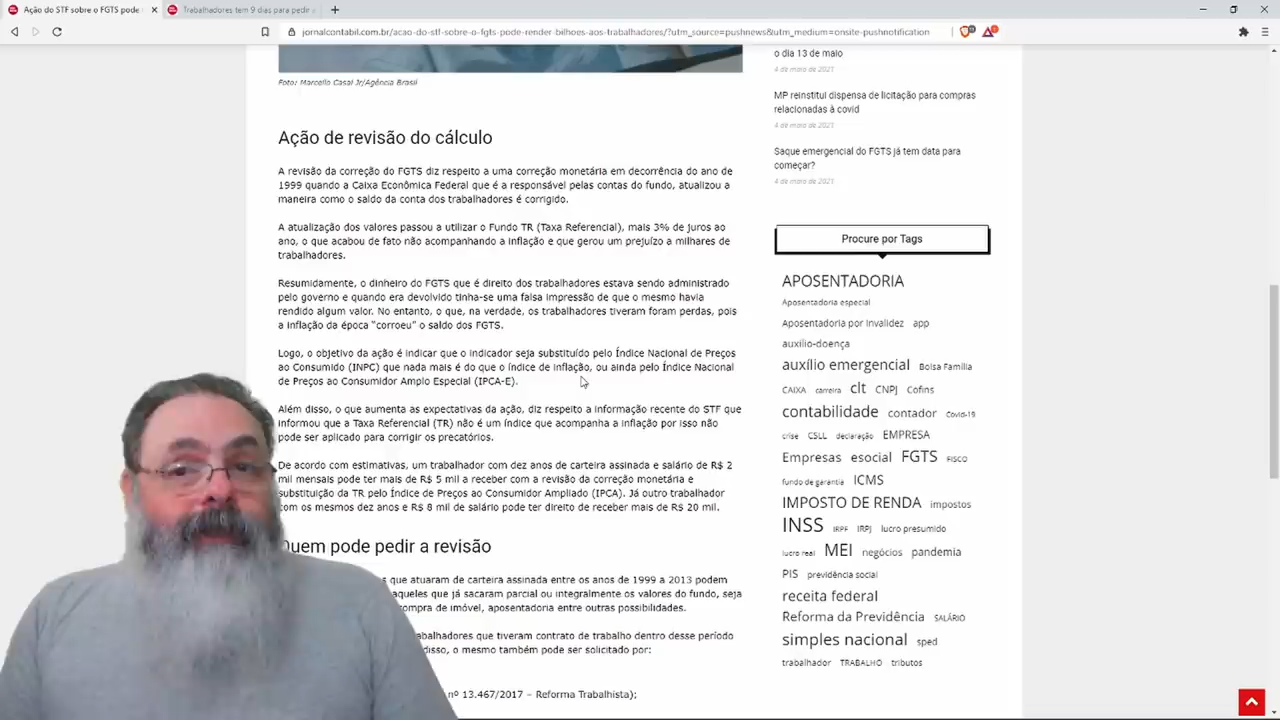 Ação do STF sobre o FGTS pode
Trabalhadores tem 9 dias para pedir
jornalcontabil.com.br/acao-do-stf-sobre-o-fgts-pode-render-bilhoes-aos-trabalhadores/?utm_source=pushnews&utm_medium=onsite-pushnotification
Foto: Marcello Casal Jr/Agência Brasil
Ação de revisão do cálculo
A revisão da correção do FGTS diz respeito a uma correção monetária em decorrência do ano de
1999 quando a Caixa Econômica Federal que é a responsável pelas contas do fundo, atualizou a
maneira como o saldo da conta dos trabalhadores é corrigido.
A atualização dos valores passou a utilizar o Fundo TR (Taxa Referencial), mais 3% de juros ao
ano, o que acabou de fato não acompanhando a inflação e que gerou um prejuízo a milhares de
trabalhadores.
Resumidamente, o dinheiro do FGTS que é direito dos trabalhadores estava sendo administrado
pelo governo e quando era devolvido tinha-se uma falsa impressão de que o mesmo havia
rendido algum valor. No entanto, o que, na verdade, os trabalhadores tiveram foram perdas, pois
a inflação da época "corroeu" o saldo dos FGTS.
Logo, o objetivo da ação é indicar que o indicador seja substituído pelo Índice Nacional de Preços
ao Consumido (INPC) que nada mais é do que o índice de inflação, ou ainda pelo Índice Nacional
de Preços ao Consumidor Amplo Especial (IPCA-E).
Além disso, o que aumenta as expectativas da ação, diz respeito a informação recente do STF que
informou que a Taxa Referencial (TR) não é um índice que acompanha a inflação por isso não
pode ser aplicado para corrigir os precatórios.
De acordo com estimativas, um trabalhador com dez anos de carteira assinada e salário de R$ 2
mil mensais pode ter mais de R$ 5 mil a receber com a revisão da correção monetária e
substituição da TR pelo Índice de Preços ao Consumidor Ampliado (IPCA). Já outro trabalhador
com os mesmos dez anos e R$ 8 mil de salário pode ter direito de receber mais de R$ 20 mil.
Quem pode pedir a revisão
que atuaram de carteira assinada entre os anos de 1999 a 2013 podem
aqueles que já sacaram parcial ou integralmente os valores do fundo, seja
compra de imóvel, aposentadoria entre outras possibilidades.
abalhadores que tiveram contrato de trabalho dentro desse período
disso, o mesmo também pode ser solicitado por:
nº 13.467/2017 – Reforma Trabalhista);
o dia 13 de maio
4 de maio de 2021
MP reinstitui dispensa de licitação para compras
relacionadas à covid
4 de maio de 2021
Saque emergencial do FGTS já tem data para
começar?
4 de maio de 2021
Procure por Tags
APOSENTADORIA
Aposentadoria especial
Aposentadoria por Invalidez app
auxilio-doença
auxílio emergencial Bolsa Família
CAIXA carreira clt CNPJ Cofins
contabilidade contador Covid-19
crise CSLL declaração EMPRESA
Empresas esocial FGTS FISCO
fundo de garantia ICMS
IMPOSTO DE RENDA impostos
INSS IRPF IRPJ lucro presumido
lucro real MEI negócios pandemia
PIS previdência social
receita federal
Reforma da Previdência SALÁRIO
simples nacional sped
trabalhador TRABALHO tributos